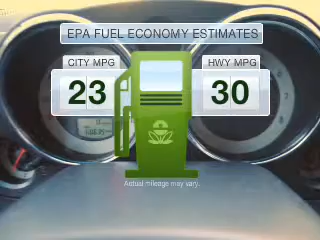 EPA FUEL ECONOMY ESTIMATES
CITY MPG
HWY MPG
23
30
Actual mileage may vary.